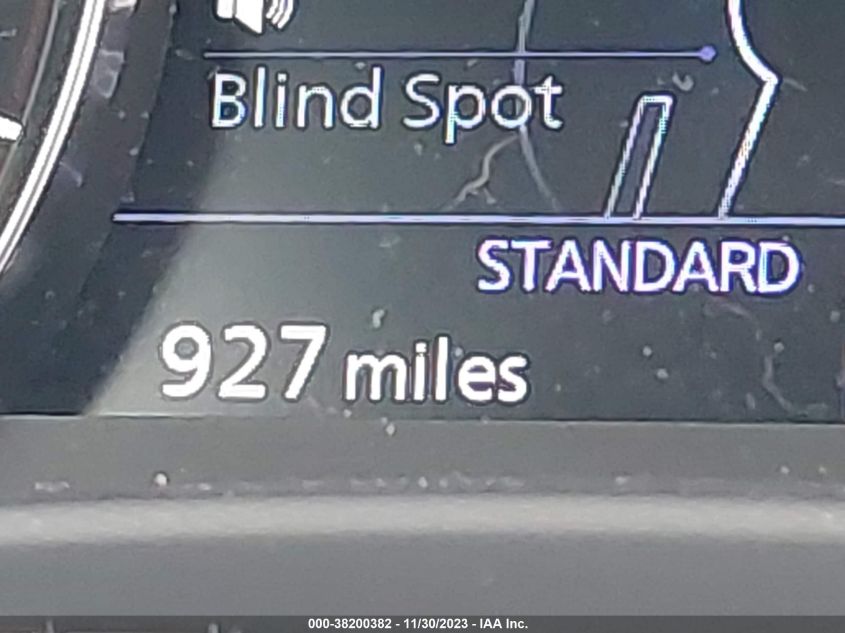 Blind Spot
STANDARD
927 miles
000-38200382 - 11/30/2023 - IAA Inc.